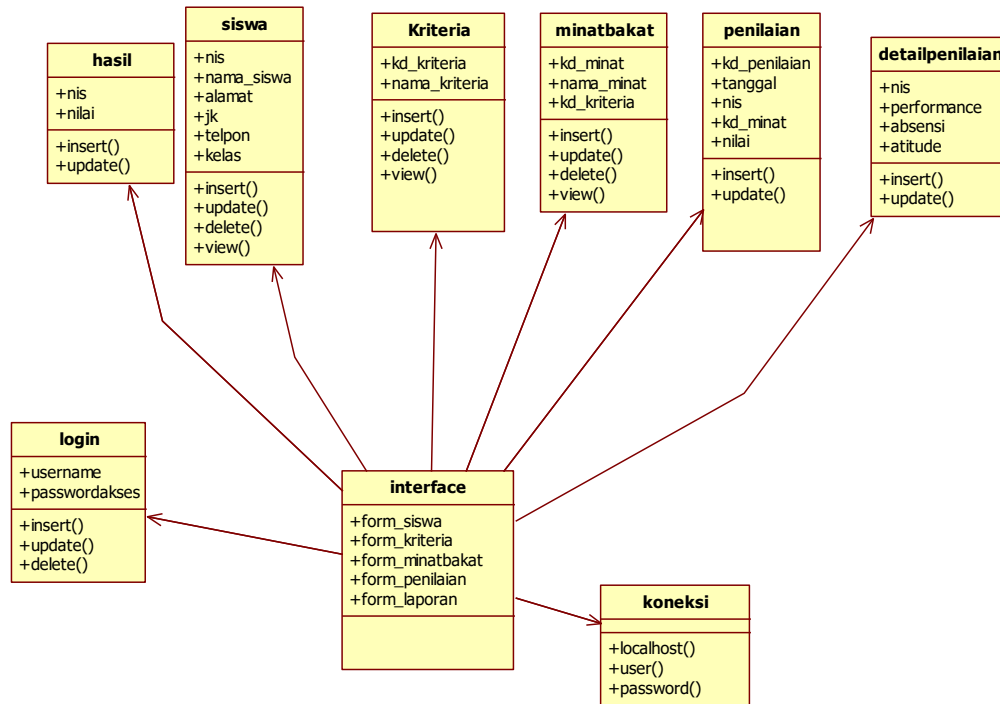 hasil
+nis
+nilai
+insert()
+update()
siswa
+nis
+nama_siswa
+alamat
+jk
+telpon
+kelas
+insert()
+update()
+delete()
+view()
Kriteria
+kd_kriteria
+nama_kriteria
+insert()
+update()
+delete()
+view()
minatbakat
+kd_minat
+nama_minat
+kd_kriteria
+insert()
+update()
+delete()
+view()
penilaian
+kd_penilaian
+tanggal
+nis
+kd_minat
+nilai
+insert()
+update()
detailpenilaian
+nis
+performance
+absensi
+atitude
+insert()
+update()
login
+username
+passwordakses
+insert()
+update()
+delete()
interface
+form_siswa
+form_kriteria
+form_minatbakat
+form_penilaian
+form_laporan
koneksi
+localhost()
+user()
+password()